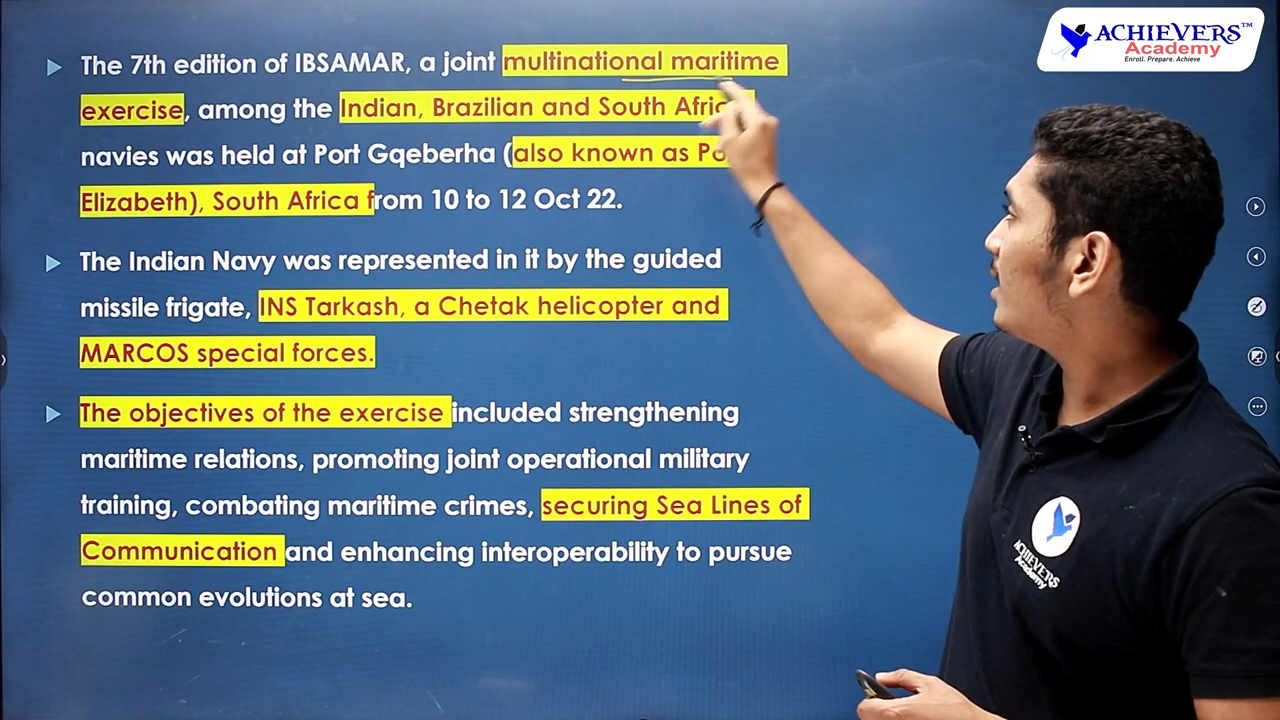 ACHIEVERS™
Academy
Enroll. Prepare. Achieve
The 7th edition of IBSAMAR, a joint multinational maritime
exercise, among the Indian, Brazilian and South
navies was held at Port Gqeberha (also known as
Elizabeth), South Africa from 10 to 12 Oct 22.
The Indian Navy was represented in it by the guided
missile frigate, INS Tarkash, a Chetak helicopter and
MARCOS special forces.
The objectives of the exercise included strengthening
maritime relations, promoting joint operational military
training, combating maritime crimes, securing Sea Lines of
Communication and enhancing interoperability to pursue
common evolutions at sea.
ACHIEVERS
Academy